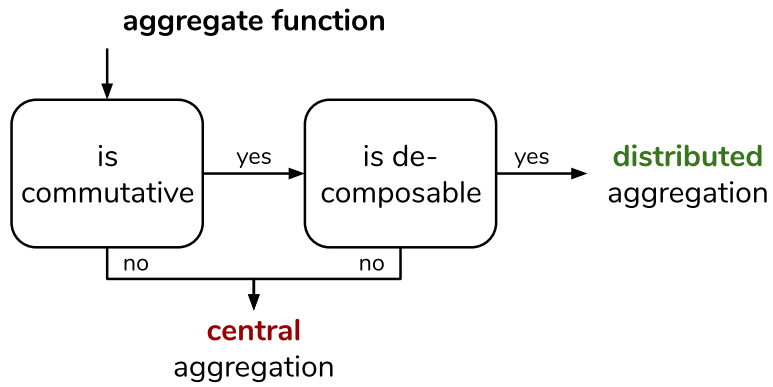 aggregate function
is
commutative
yes
is de-
composable
yes
distributed
aggregation
no
no
central
aggregation